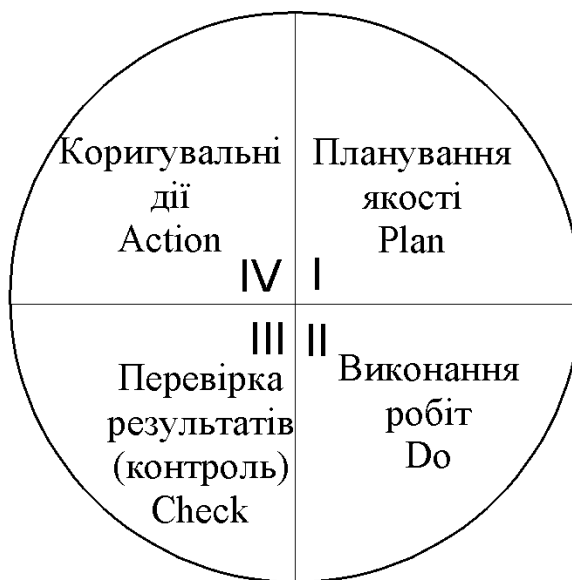 Коригувальні
дії
Action
IV
Планування
якості
Plan
I
III
Перевірка
результатів
(контроль)
Check
II
Виконання
робіт
Do